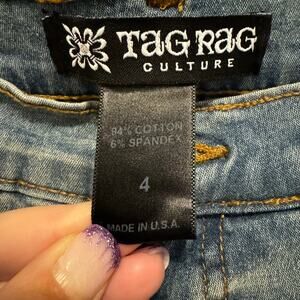 TAG RAG
CULTURE
94% COTTON
6% SPANDEX
4
MADE IN U.S.A.